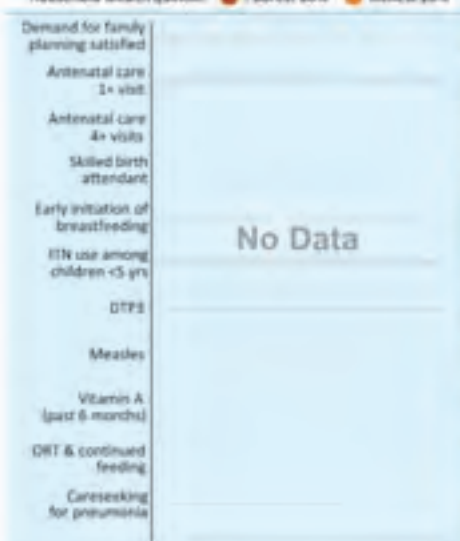 Demand for family
planning satisfied
Antenatal care
1+ visit
Antenatal care
4+ visits
Skilled birth
attendant
Early initiation of
breastfeeding
ITN use among
children <5 yrs
No Data
DTP3
Measles
Vitamin A
(past 6 months)
ORT & continued
feeding
Careseeking
for pneumonia